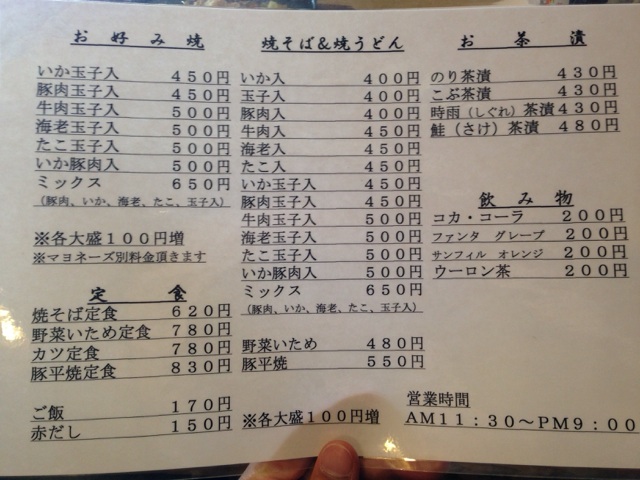 お好み焼
いか玉子入 450円
豚肉玉子入 450円
牛肉玉子入 500円
海老玉子入 500円
たこ玉子入 500円
いか豚肉入 500円
ミックス 650円
（豚肉、いか、海老、たこ、玉子入）
※各大盛100円増
※マヨネーズ別料金頂きます
定食
焼そば定食 620円
野菜いため定食 780円
カツ定食 780円
豚平焼定食 830円
ご飯 170円
赤だし 150円
焼そば&焼うどん
いか入 400円
玉子入 400円
豚肉入 400円
牛肉入 450円
海老入 450円
たこ入 450円
いか玉子入 450円
豚肉玉子入 450円
牛肉玉子入 500円
海老玉子入 500円
たこ玉子入 500円
いか豚肉入 500円
ミックス 650円
（豚肉、いか、海老、たこ、玉子入）
野菜いため 480円
豚平焼 550円
※各大盛100円増
お茶漬
のり茶漬 430円
こぶ茶漬 430円
時雨（しぐれ）茶漬 430円
鮭（さけ）茶漬 480円
飲み物
コカ・コーラ 200円
ファンタ グレープ 200円
サンフィル オレンジ 200円
ウーロン茶 200円
営業時間
AM11：30～PM9：00